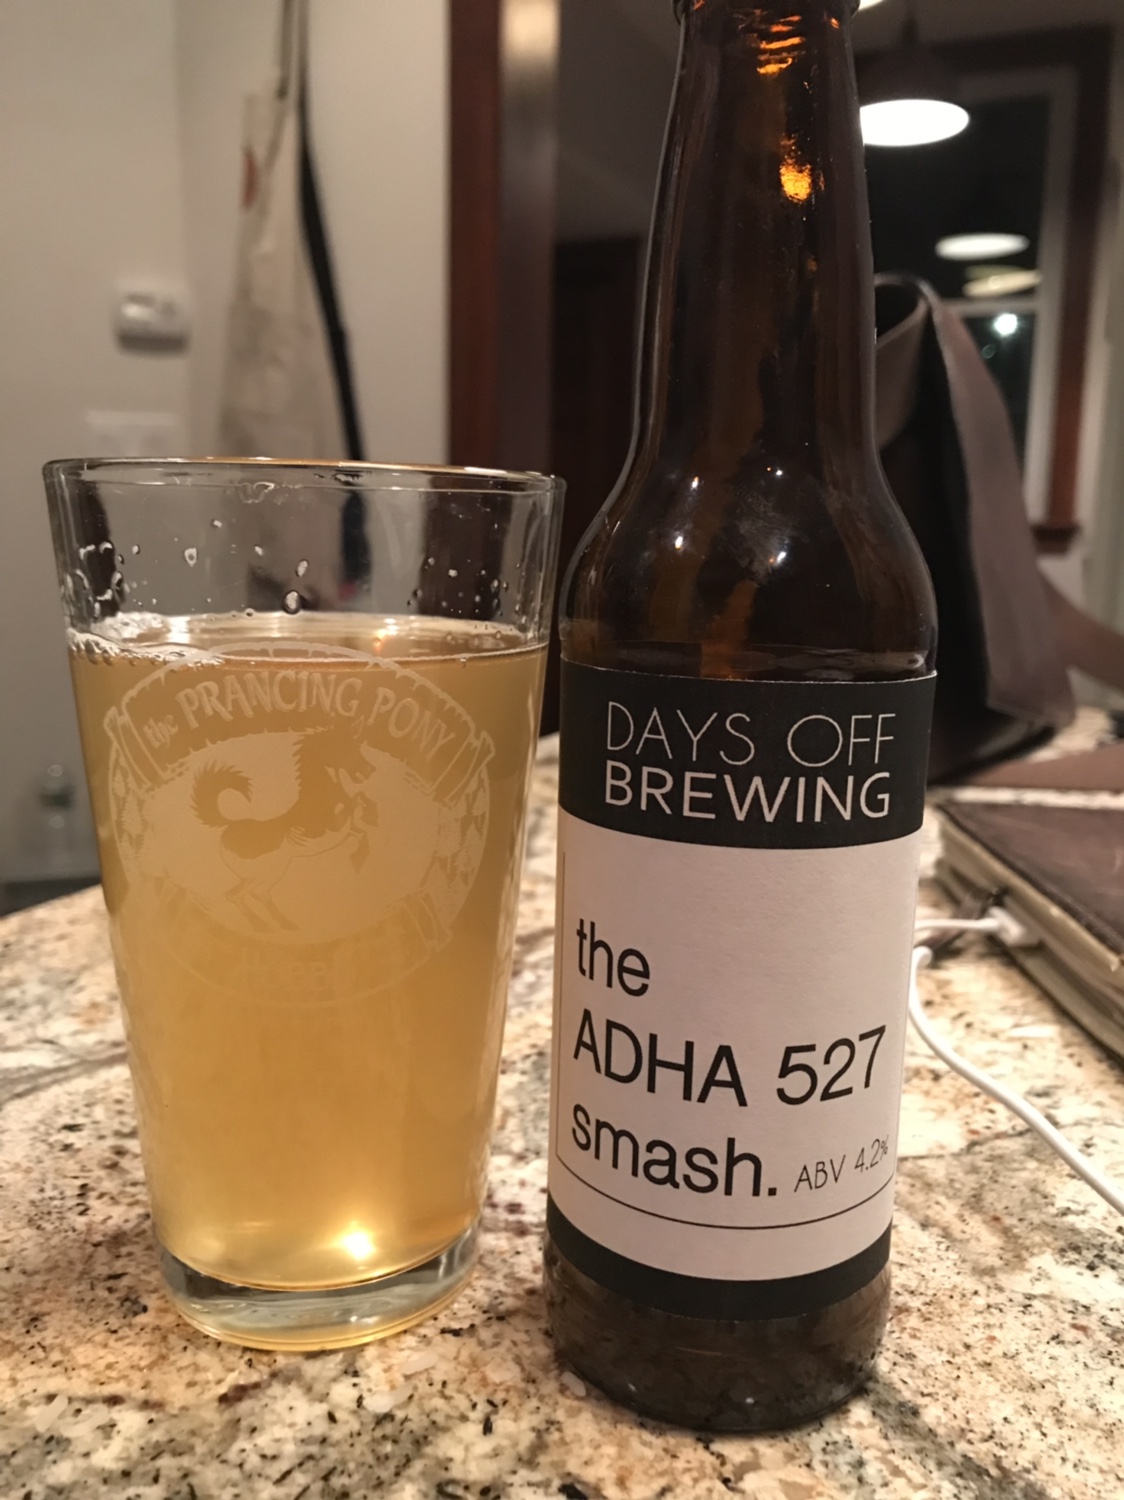 the PRANCING PONY
DAYS OFF
BREWING
the
ADHA 527
smash. ABV 4.2%